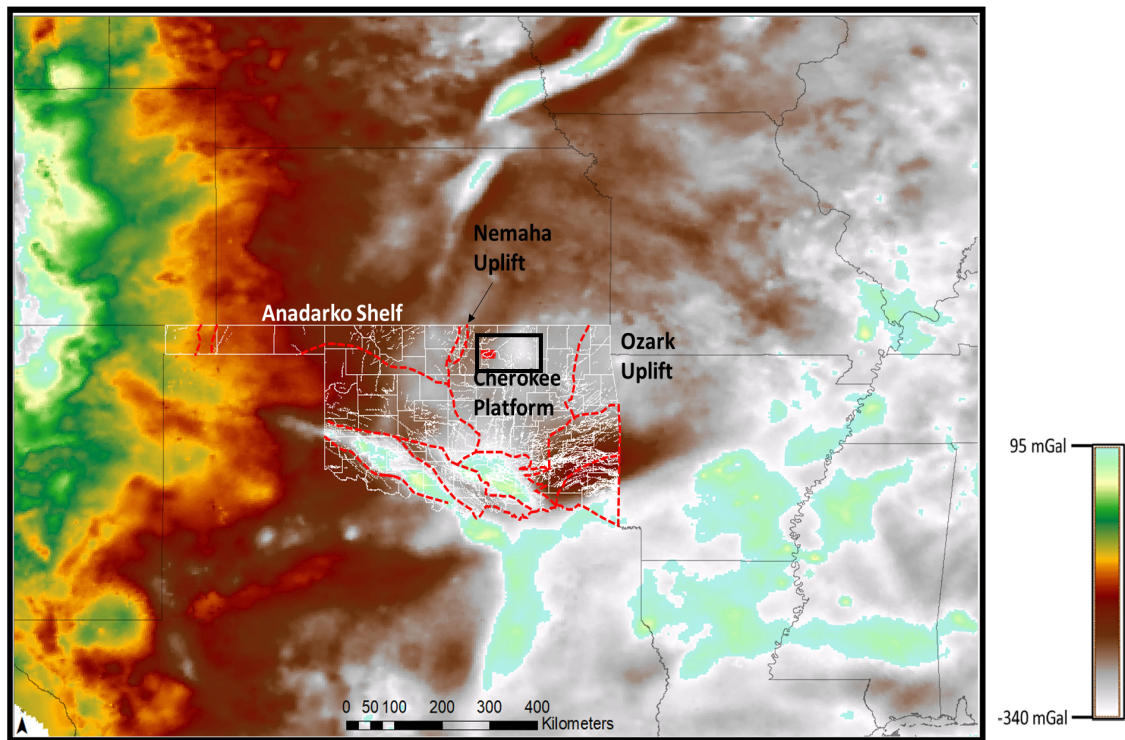 Nemaha
Uplift
Anadarko Shelf
Ozark
Uplift
Cherokee
Platform
95 mGal
-340 mGal
0 50 100 200 300 400
Kilometers